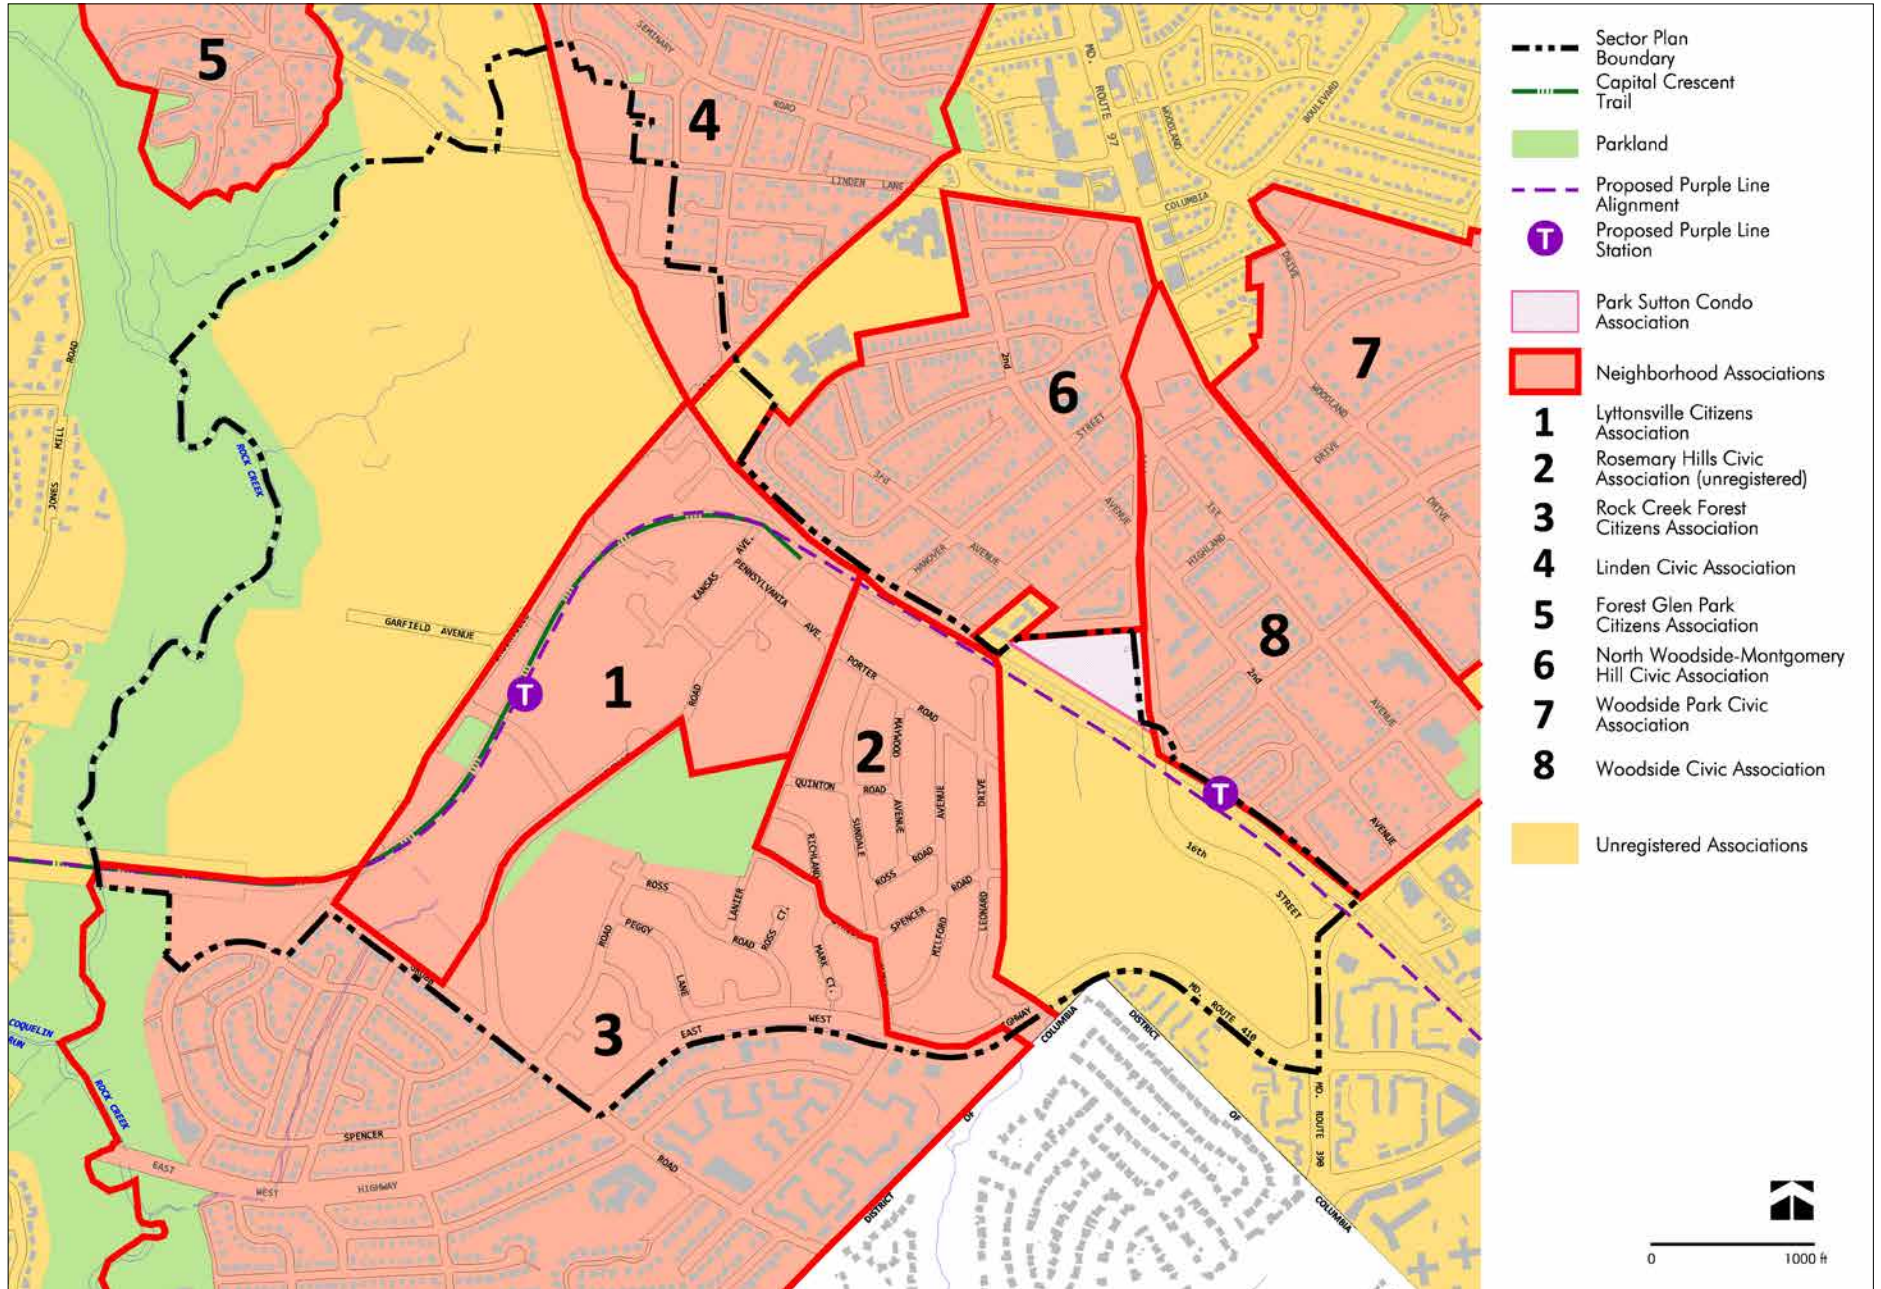 5
4
6
7
8
1
2
3
SEMINARY
ROAD
LINDEN LANE
MD. ROUTE 97
WOODLAND
COLUMBIA
BOULEVARD
DRIVE
WOODLAND
DRIVE
DRIVE
2nd
STREET
AVENUE
3rd
HANOVER AVENUE
1st
HIGHLAND
2nd
AVENUE
AVENUE
ROAD
MILL
JONES
ROCK CREEK
GARFIELD AVENUE
KANSAS AVE.
PENNSYLVANIA AVE.
ROAD
PORTER ROAD
MAYWOOD
AVENUE
AVENUE
DRIVE
LEONARD
QUINTON ROAD
SUNDALE
RICHLAND
ROSS ROAD
SPENCER ROAD
MILFORD
ROSS
ROAD
LANIER
ROSS CT.
MARK CT.
PEGGY
LANE
ROAD
EAST WEST
16th
STREET
MD. ROUTE 410
MD. ROUTE 390
COLUMBIA
OF
DISTRICT
DISTRICT
OF
COLUMBIA
COQUELIN
RUN
ROCK CREEK
SPENCER
ROAD
EAST
WEST
HIGHWAY
T
T
Sector Plan
Boundary
Capital Crescent
Trail
Parkland
Proposed Purple Line
Alignment
T
Proposed Purple Line
Station
Park Sutton Condo
Association
Neighborhood Associations
1
Lyttonsville Citizens
Association
2
Rosemary Hills Civic
Association (unregistered)
3
Rock Creek Forest
Citizens Association
4
Linden Civic Association
5
Forest Glen Park
Citizens Association
6
North Woodside-Montgomery
Hill Civic Association
7
Woodside Park Civic
Association
8
Woodside Civic Association
Unregistered Associations
0 1000 ft